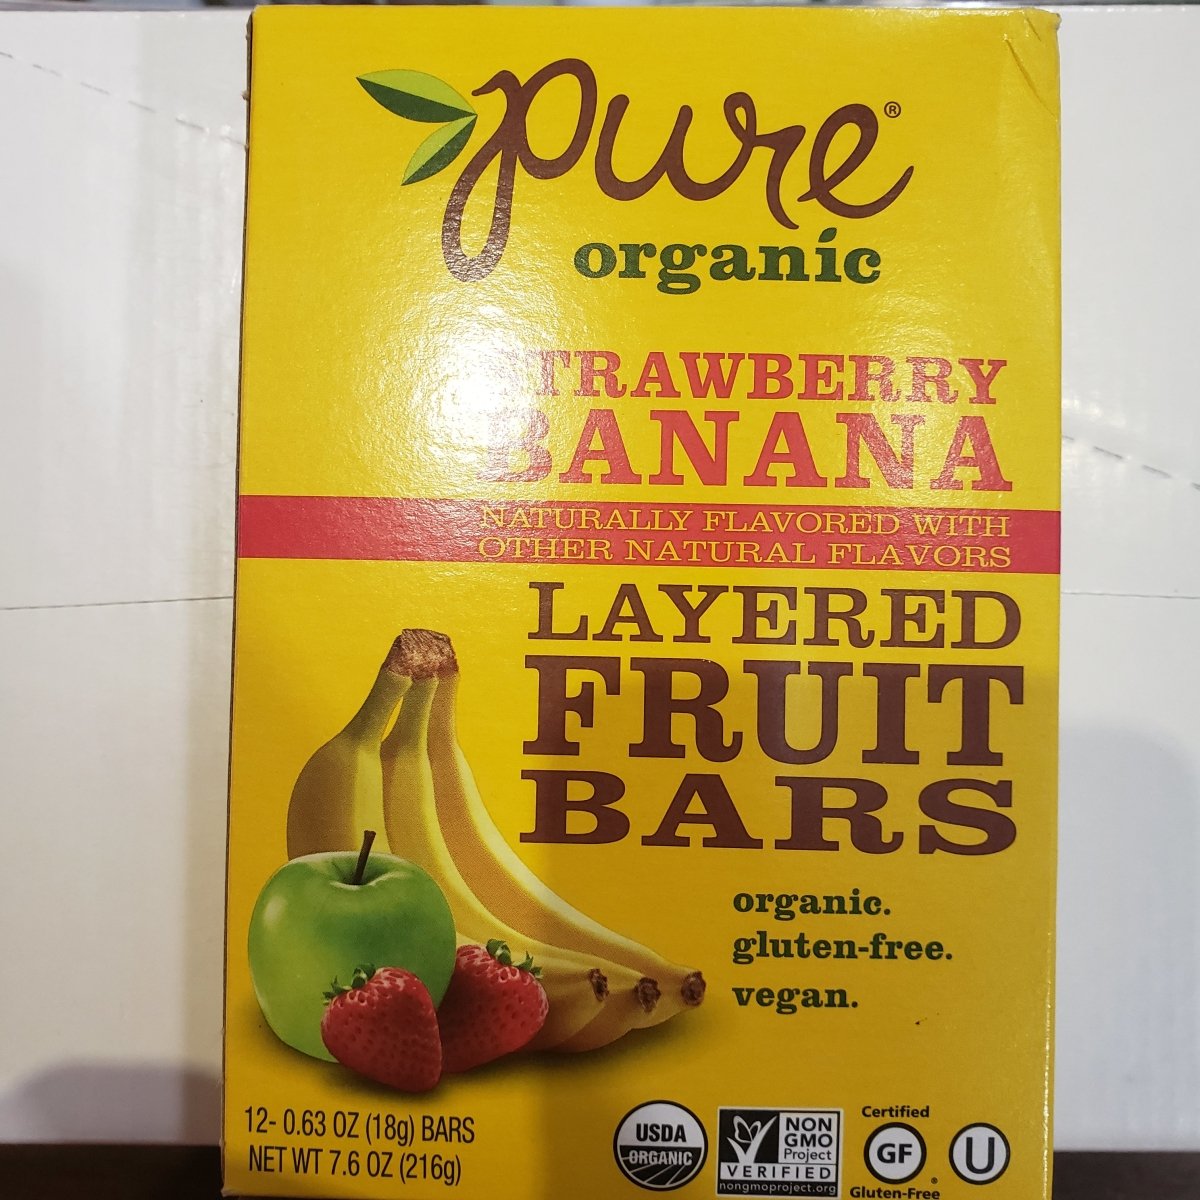 pure®
organic
STRAWBERRY
BANANA
NATURALLY FLAVORED WITH
OTHER NATURAL FLAVORS
LAYERED
FRUIT
BARS
organic.
gluten-free.
vegan.
12- 0.63 OZ (18g) BARS
NET WT 7.6 OZ (216g)
USDA
ORGANIC
NON
GMO
Project
VERIFIED
nongmoproject.org
Certified
GF
Gluten-Free
U